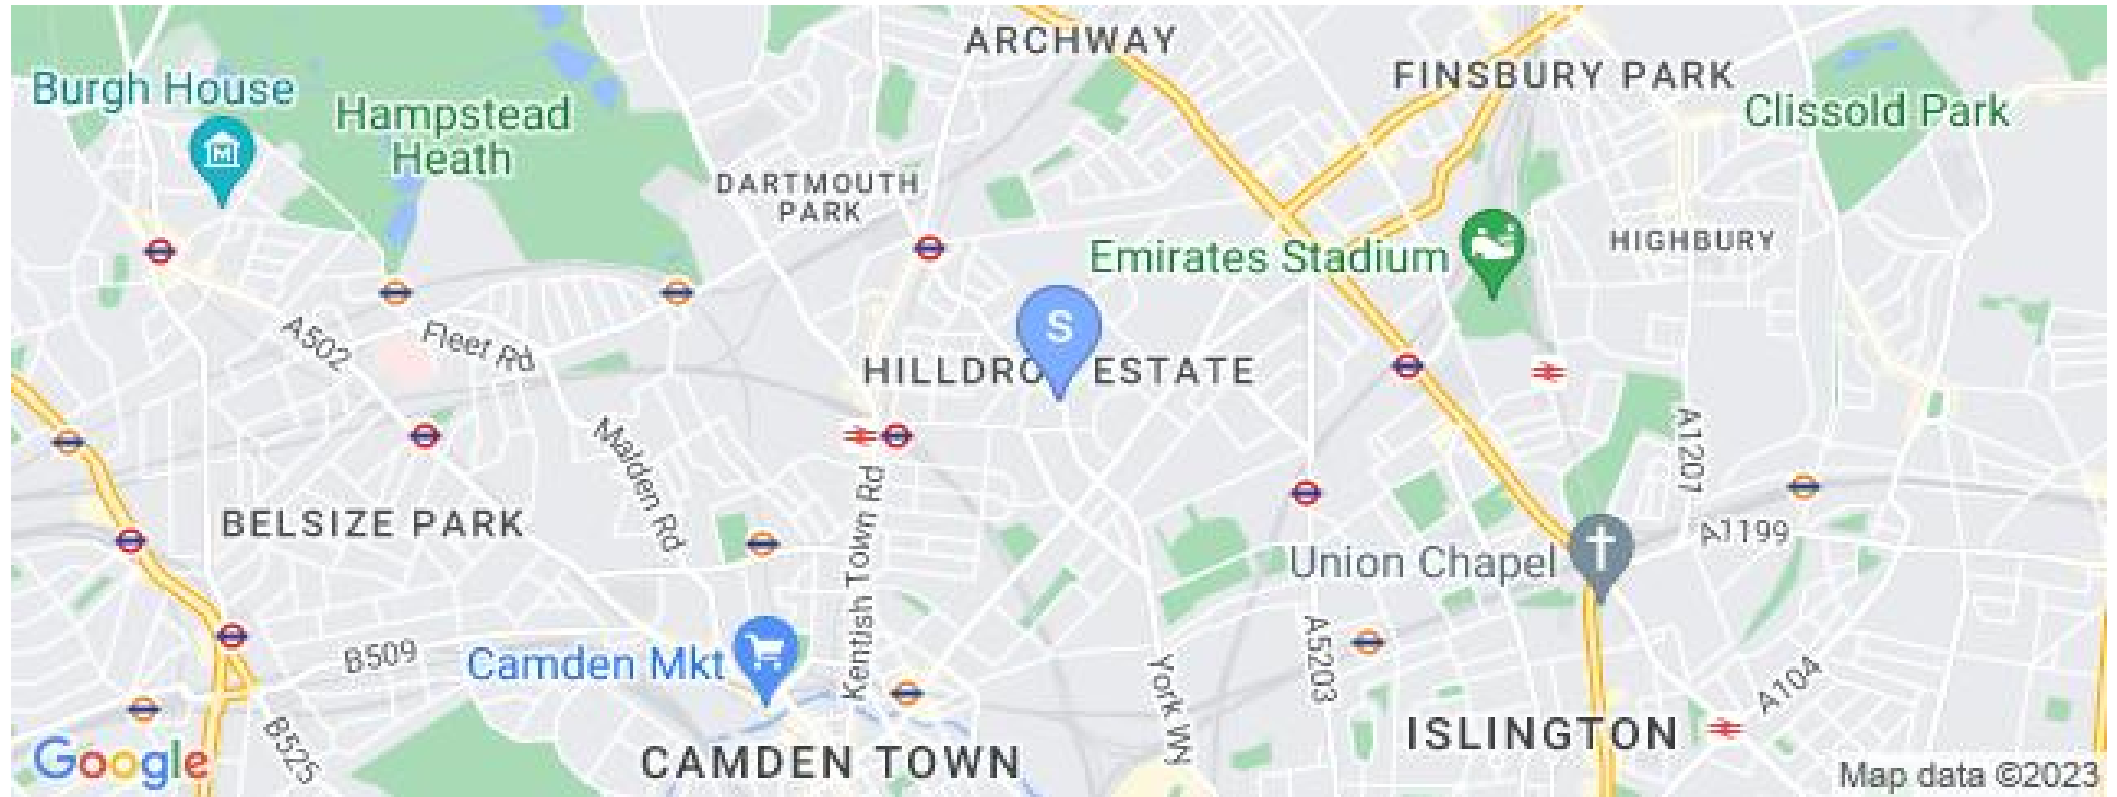 ARCHWAY
FINSBURY PARK
Burgh House
Hampstead
Heath
Clissold Park
DARTMOUTH
PARK
M
Emirates Stadium
HIGHBURY
S
A502
Fleet Rd
HILLDRO ESTATE
Malden Rd
A1201
BELSIZE PARK
Kentish Town Rd
A1199
Union Chapel
B509
Camden Mkt
A5203
York Wy
A104
B525
ISLINGTON
CAMDEN TOWN
Google
Map data ©2023